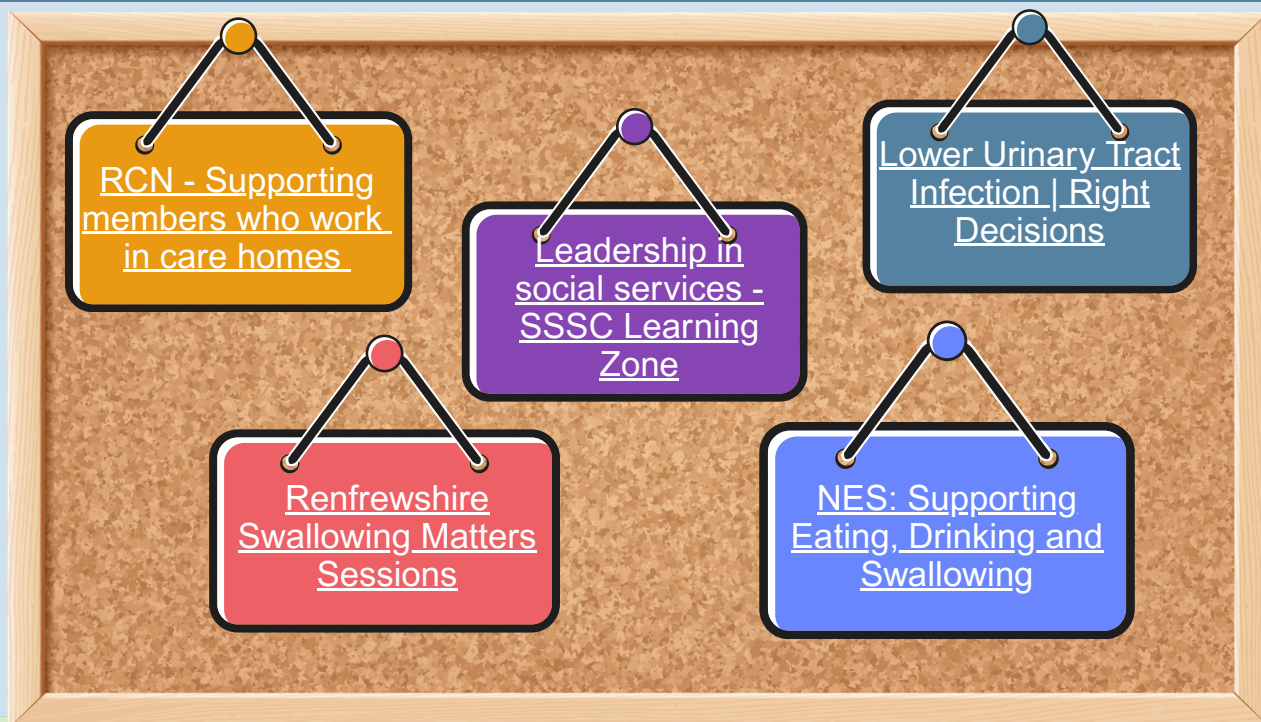 RCN - Supporting
members who work
in care homes
Leadership in
social services -
SSSC Learning
Zone
Lower Urinary Tract
Infection | Right
Decisions
Renfrewshire
Swallowing Matters
Sessions
NES: Supporting
Eating, Drinking and
Swallowing